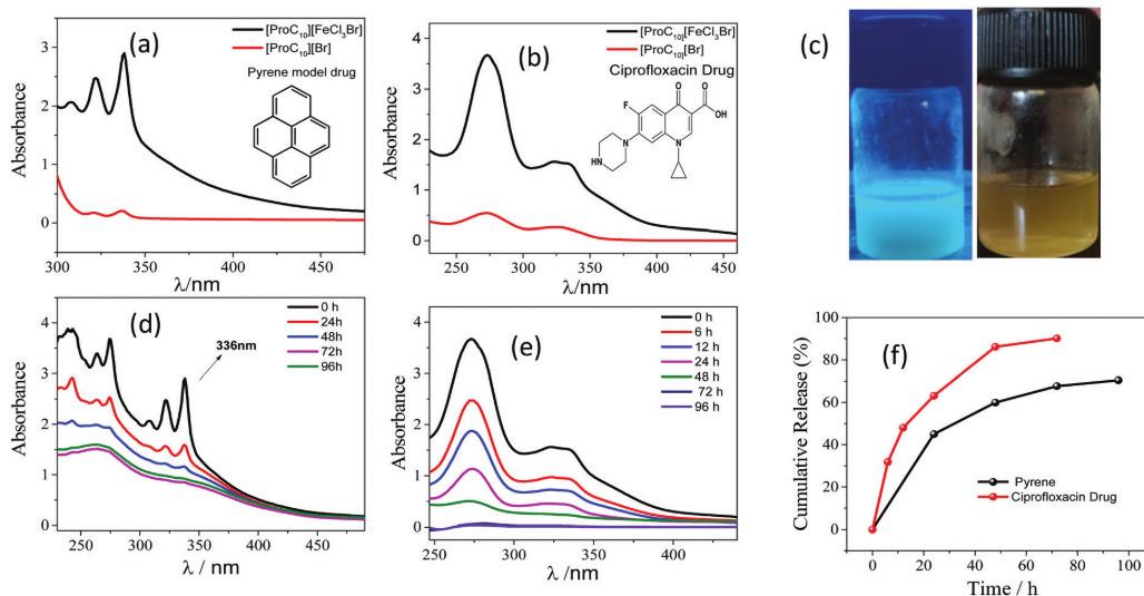 (a)
[ProC10][FeCl3Br]
[ProC10][Br]
Pyrene model drug
Absorbance
3
2
1
0
300
350
400
450
λ/nm
(b)
[ProC10][FeCl3Br]
[ProC10][Br]
Ciprofloxacin Drug
F
O
O
OH
N
N
HN
Absorbance
4
3
2
1
0
250
300
350
400
λ/nm
(c)
(d)
0 h
24h
48h
72h
96h
336nm
Absorbance
4
3
2
1
0
250
300
350
400
450
λ / nm
(e)
0 h
6 h
12 h
24 h
48 h
72 h
96 h
Absorbance
4
3
2
1
0
250
300
350
400
λ / nm
(f)
Pyrene
Ciprofloxacin Drug
Cumulative Release (%)
100
80
60
40
20
0
0
20
40
60
80
100
Time / h